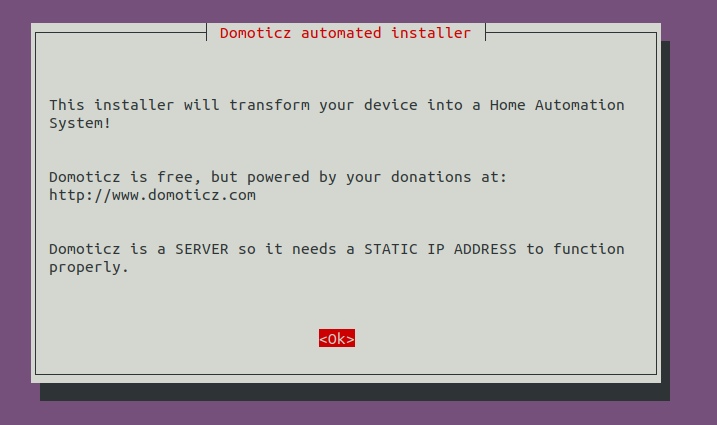 Domoticz automated installer
This installer will transform your device into a Home Automation
System!
Domoticz is free, but powered by your donations at:
http://www.domoticz.com
Domoticz is a SERVER so it needs a STATIC IP ADDRESS to function
properly.
<Ok>